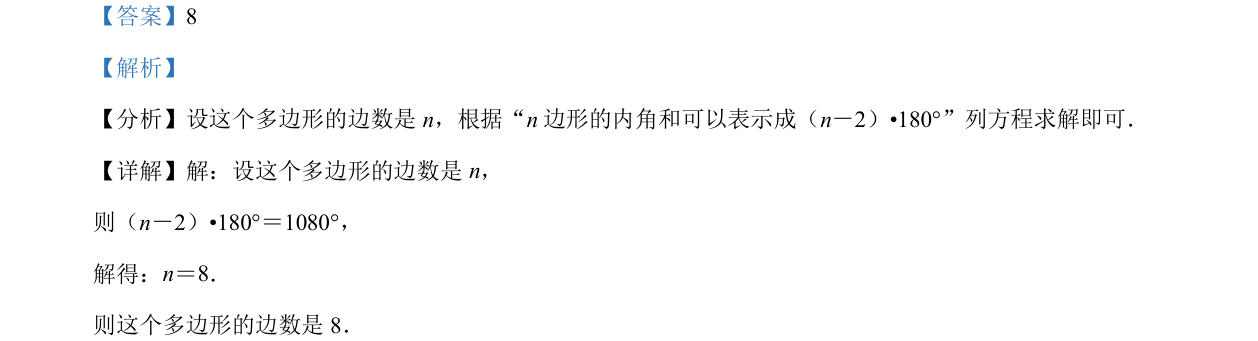 【答案】8
【解析】
【分析】设这个多边形的边数是 n，根据“n 边形的内角和可以表示成（n－2）•180°”列方程求解即可．
【详解】解：设这个多边形的边数是 n，
则（n－2）•180°＝1080°，
解得：n＝8．
则这个多边形的边数是 8．